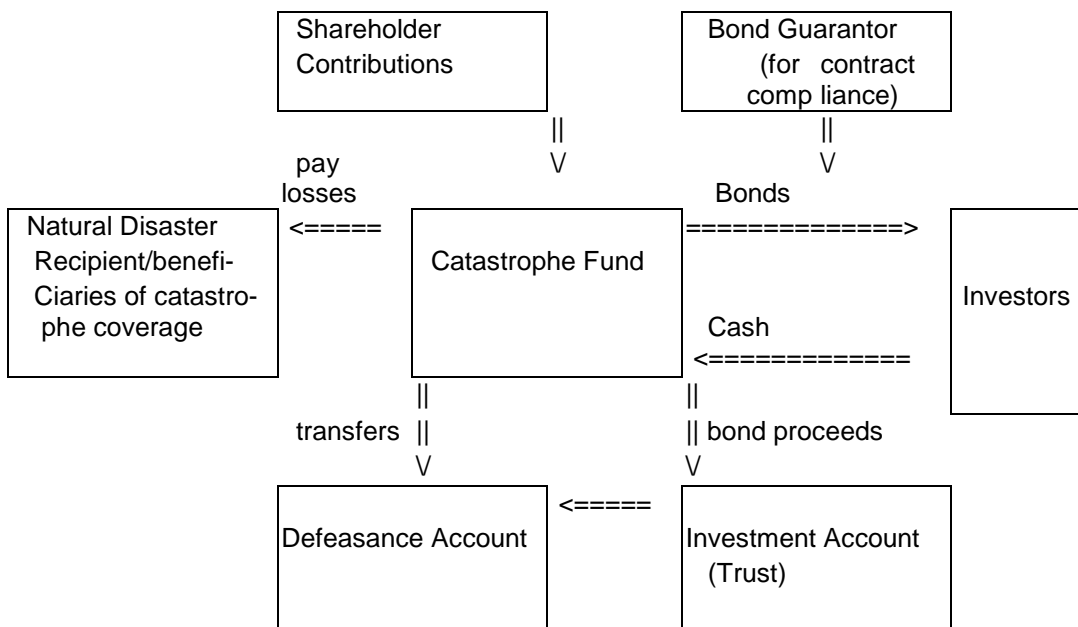 Shareholder
Contributions
Bond Guarantor
(for contract
comp liance)
||
\/
||
\/
pay
losses
Bonds
Natural Disaster
Recipient/benefi-
Ciaries of catastro-
phe coverage
<=====
Catastrophe Fund
==============>
Investors
Cash
<=============
||
transfers ||
\/
||
|| bond proceeds
\/
Defeasance Account
<=====
Investment Account
(Trust)